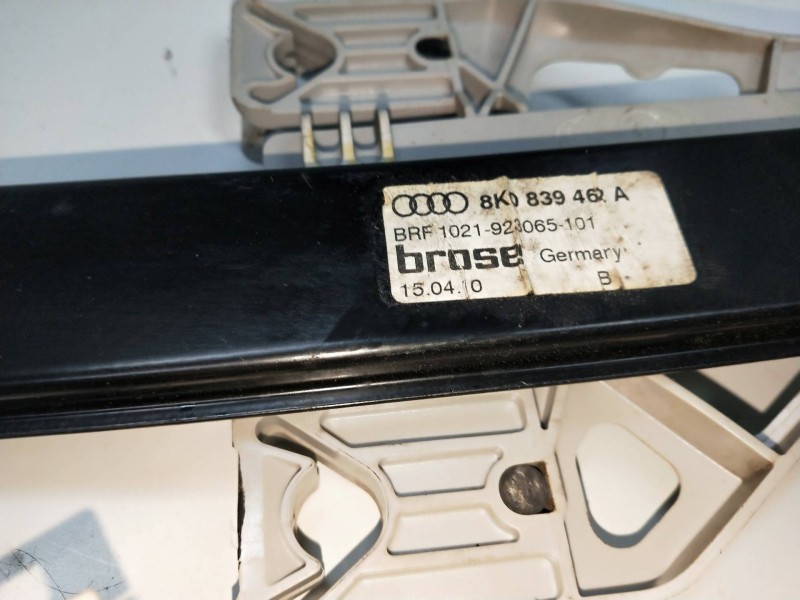 8K0 839 462 A
BRF 1021-923065-101
brose Germany
15.04.10 B